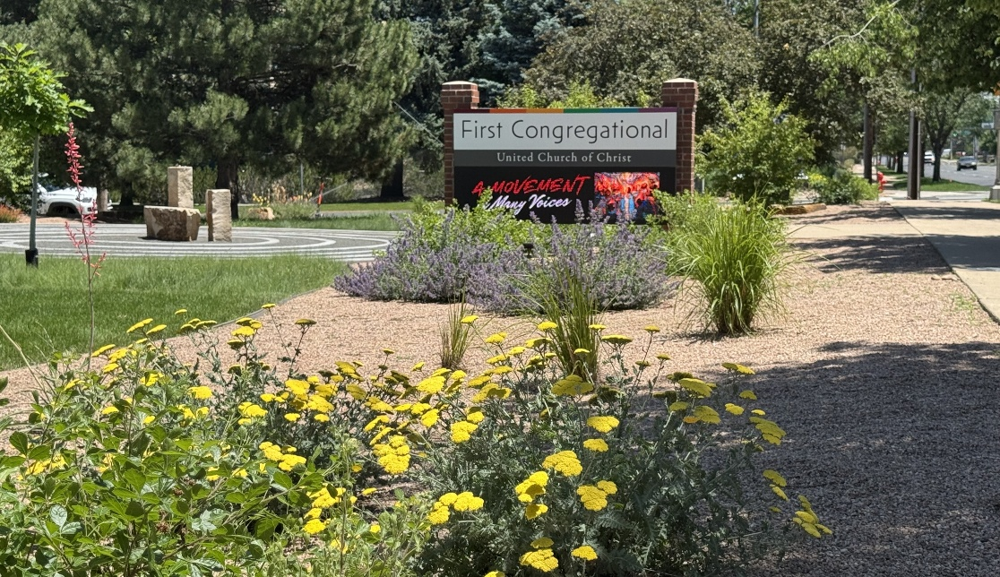 First Congregational
United Church of Christ
A MOVEMENT
Many Voices